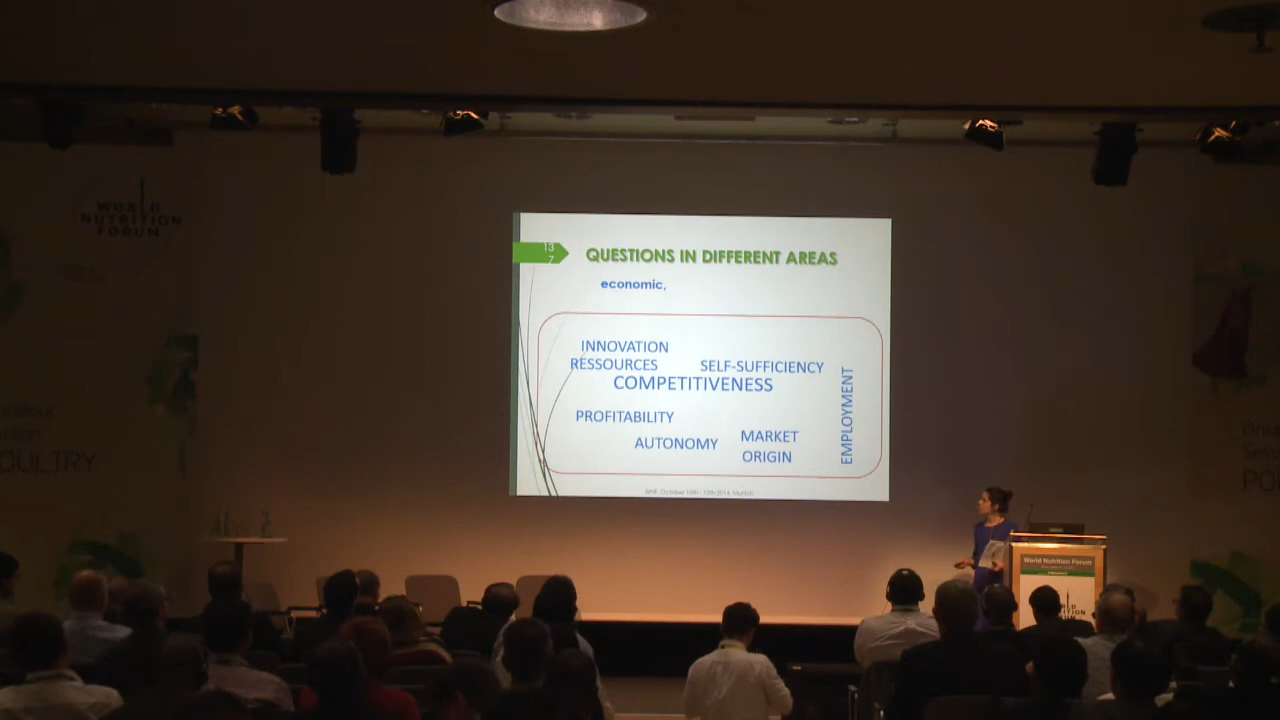 WORLD
NUTRITION
FORUM
13
7
QUESTIONS IN DIFFERENT AREAS
economic,
INNOVATION
RESSOURCES
SELF-SUFFICIENCY
COMPETITIVENESS
EMPLOYMENT
PROFITABILITY
AUTONOMY
MARKET
ORIGIN
World Nutrition Forum